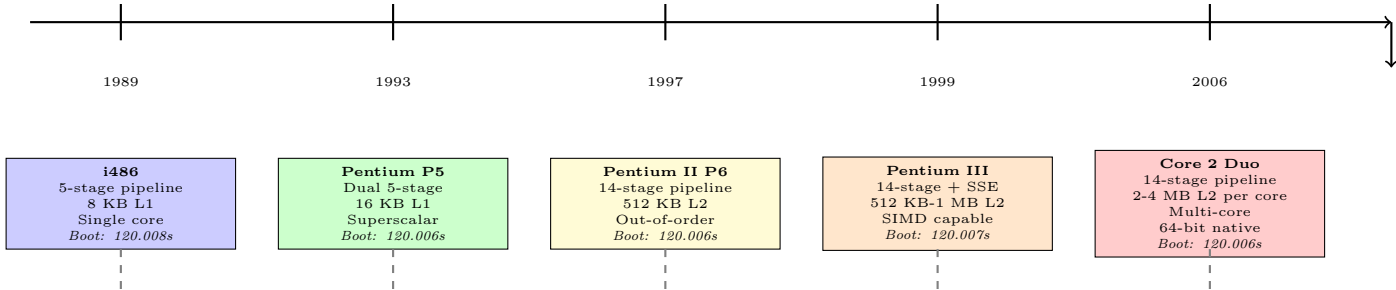 1989
1993
1997
1999
2006
i486
5-stage pipeline
8 KB L1
Single core
Boot: 120.008s
Pentium P5
Dual 5-stage
16 KB L1
Superscalar
Boot: 120.006s
Pentium II P6
14-stage pipeline
512 KB L2
Out-of-order
Boot: 120.006s
Pentium III
14-stage + SSE
512 KB-1 MB L2
SIMD capable
Boot: 120.007s
Core 2 Duo
14-stage pipeline
2-4 MB L2 per core
Multi-core
64-bit native
Boot: 120.006s